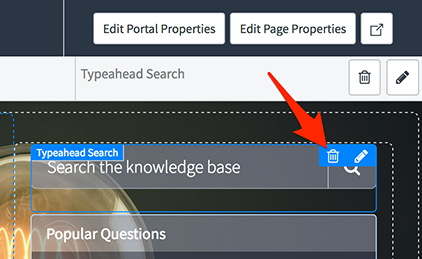 Edit Portal Properties
Edit Page Properties
Typeahead Search
Typeahead Search
Search the knowledge base
Popular Questions